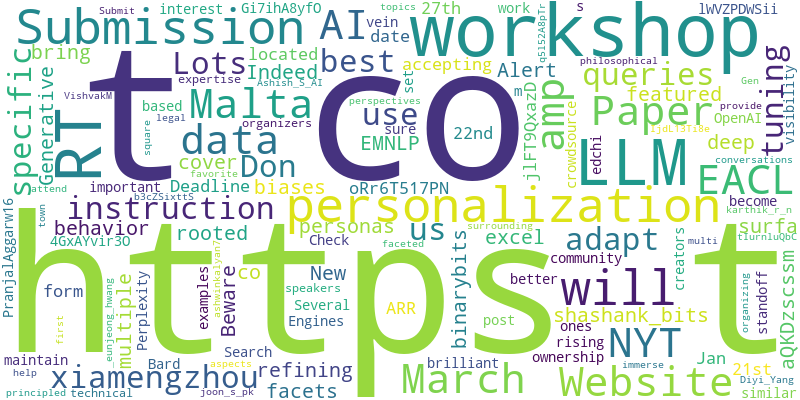 Submission
AI
vein
interest
Gi7ihA8yfO
27th
work
s
lWVZPDWSii
workshop
date
Lots
best
accepting
topics
Submit
philosophical
bring
located
Indeed
Alert
set
q5152A8pTr
t
co
RT
specific
Generative
Malta
expertise
Ashish_S_AI
use
perspectives
m
amp
jlFT9QxazD
queries
featured
Paper
OpenAI
Gen
tuning
visibility
VishvakM
based
legal
square
data
organizers
sure
EMNLP
22nd
crowdsource
deep
provide
cover
Don
favorite
ljdLT3Ti8e
edchi
conversations
Deadline
biases
oRr6T517PN
LLM
EACL
important
attend
instruction
personalization
become
karthik_r_n
behavior
rooted
b3cZSixttS
personas
us
excel
adapt
surfa
town
4GxAYvir3O
co
Check
faceted
community
creators
surrounding
tIurn1uQbC
PranjalAggarw16
https
t
New
binarybits
better
multi
standoff
aQKDzscssm
form
multiple
Perplexity
examples
Beware
ashwinkalyan7
speakers
Several
Engines
ARR
post
will
shashank_bits
ones
rising
NYT
Jan
organizing
first
eunjeong_hwang
Search
brilliant
ownership
21st
maintain
Bard
aspects
immerse
help
xiamengzhou
refining
March
Website
Diyi_Yang
principled
technical
joon_s_pk
facets
similar